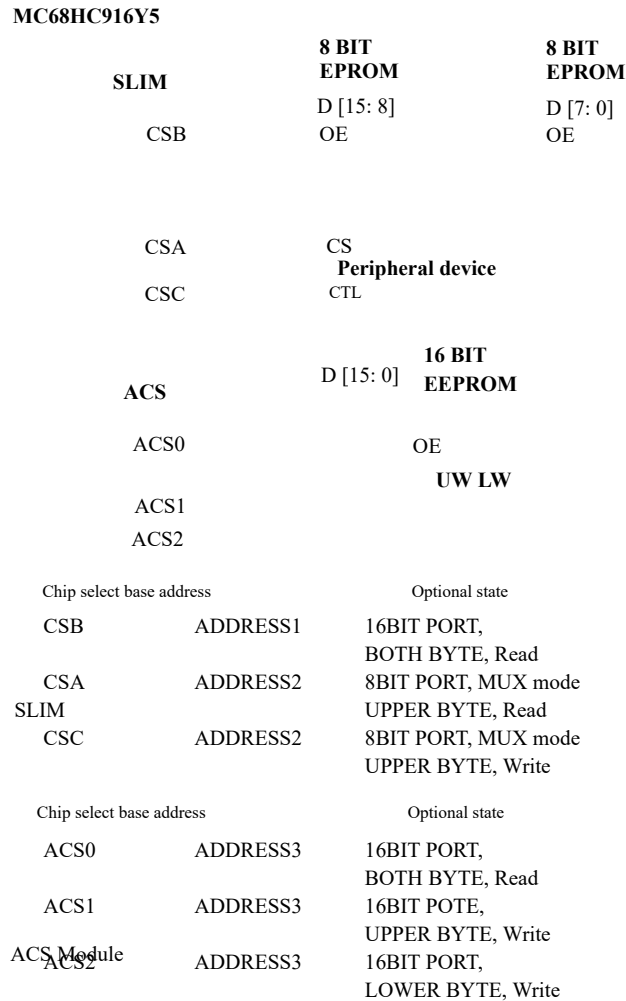 MC68HC916Y5
8 BIT 8 BIT
EPROM EPROM
SLIM
D [15: 8] D [7: 0]
CSB OE OE
CSA CS
Peripheral device
CSC CTL
16 BIT
D [15: 0] EEPROM
ACS
ACS0 OE
UW LW
ACS1
ACS2
Chip select base address Optional state
CSB ADDRESS1 16BIT PORT,
BOTH BYTE, Read
CSA ADDRESS2 8BIT PORT, MUX mode
SLIM UPPER BYTE, Read
CSC ADDRESS2 8BIT PORT, MUX mode
UPPER BYTE, Write
Chip select base address Optional state
ACS0 ADDRESS3 16BIT PORT,
BOTH BYTE, Read
ACS1 ADDRESS3 16BIT POTE,
UPPER BYTE, Write
ACS Module
ACS2 ADDRESS3 16BIT PORT,
LOWER BYTE, Write